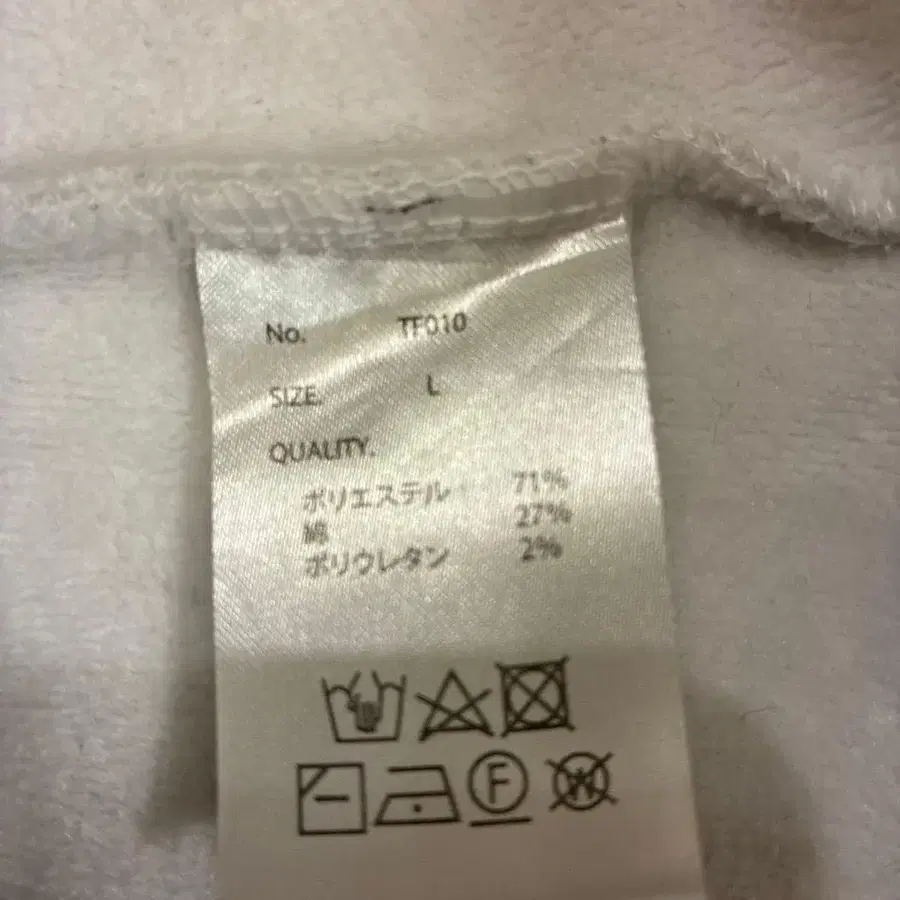 No. TF010
SIZE. L
QUALITY.
ポリエステル 71%
綿 27%
ポリウレタン 2%
F
W